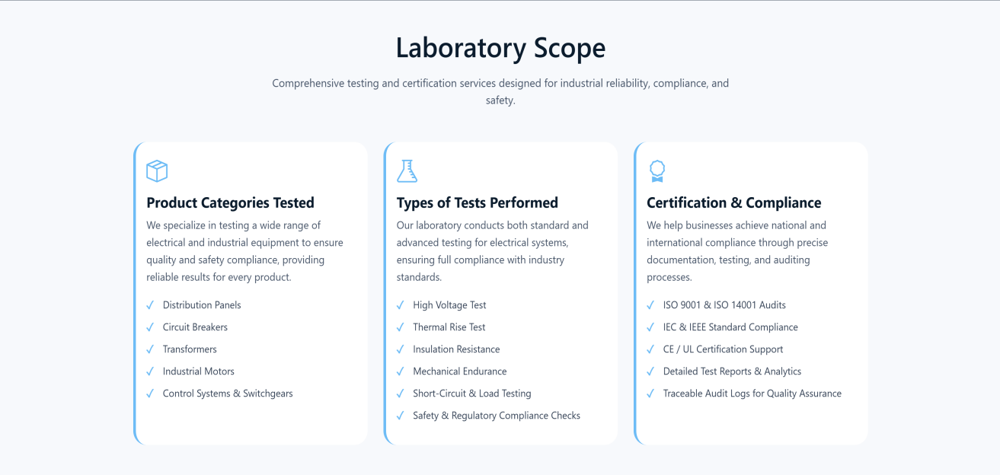 Laboratory Scope
Comprehensive testing and certification services designed for industrial reliability, compliance, and
safety.
Product Categories Tested
We specialize in testing a wide range of
electrical and industrial equipment to ensure
quality and safety compliance, providing
reliable results for every product.
Distribution Panels
Circuit Breakers
Transformers
Industrial Motors
Control Systems & Switchgears
Types of Tests Performed
Our laboratory conducts both standard and
advanced testing for electrical systems,
ensuring full compliance with industry
standards.
High Voltage Test
Thermal Rise Test
Insulation Resistance
Mechanical Endurance
Short-Circuit & Load Testing
Safety & Regulatory Compliance Checks
Certification & Compliance
We help businesses achieve national and
international compliance through precise
documentation, testing, and auditing
processes.
ISO 9001 & ISO 14001 Audits
IEC & IEEE Standard Compliance
CE / UL Certification Support
Detailed Test Reports & Analytics
Traceable Audit Logs for Quality Assurance